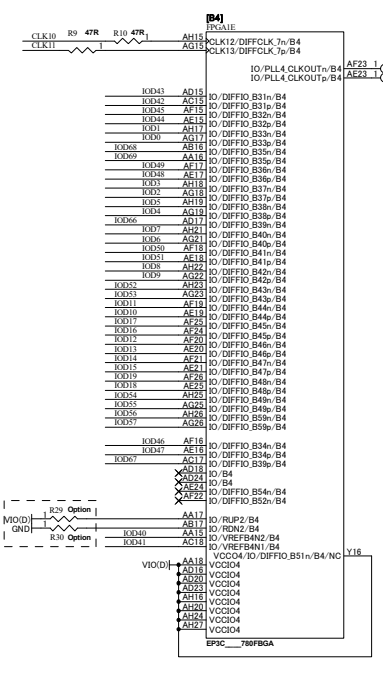 [B4]
FPGA1E
CLK10 R9 47R R10 47R 1 AH15 CLK12/DIFFCLK_7n/B4
CLK11 1 AG15 CLK13/DIFFCLK_7p/B4
IO/PLL4_CLKOUTn/B4 AF23 1
IO/PLL4_CLKOUTp/B4 AE23 1
IOD43 AD15 IO/DIFFIO_B31n/B4
IOD42 AC15 IO/DIFFIO_B31p/B4
IOD45 AF15 IO/DIFFIO_B32n/B4
IOD44 AE15 IO/DIFFIO_B32p/B4
IOD1 AH17 IO/DIFFIO_B33n/B4
IOD0 AG17 IO/DIFFIO_B33p/B4
IOD68 AB16 IO/DIFFIO_B35n/B4
IOD69 AA16 IO/DIFFIO_B35p/B4
IOD49 AF17 IO/DIFFIO_B36n/B4
IOD48 AE17 IO/DIFFIO_B36p/B4
IOD3 AH18 IO/DIFFIO_B37n/B4
IOD2 AG18 IO/DIFFIO_B37p/B4
IOD5 AH19 IO/DIFFIO_B38n/B4
IOD4 AG19 IO/DIFFIO_B38p/B4
IOD66 AD17 IO/DIFFIO_B39n/B4
IOD7 AH21 IO/DIFFIO_B40n/B4
IOD6 AG21 IO/DIFFIO_B40p/B4
IOD50 AF18 IO/DIFFIO_B41n/B4
IOD51 AE18 IO/DIFFIO_B41p/B4
IOD8 AH22 IO/DIFFIO_B42n/B4
IOD9 AG22 IO/DIFFIO_B42p/B4
IOD52 AH23 IO/DIFFIO_B43n/B4
IOD53 AG23 IO/DIFFIO_B43p/B4
IOD11 AF19 IO/DIFFIO_B44n/B4
IOD10 AE19 IO/DIFFIO_B44p/B4
IOD17 AF25 IO/DIFFIO_B45n/B4
IOD16 AF24 IO/DIFFIO_B45p/B4
IOD12 AF20 IO/DIFFIO_B46n/B4
IOD13 AE20 IO/DIFFIO_B46p/B4
IOD14 AF21 IO/DIFFIO_B47n/B4
IOD15 AE21 IO/DIFFIO_B47p/B4
IOD19 AF26 IO/DIFFIO_B48n/B4
IOD18 AE25 IO/DIFFIO_B48p/B4
IOD54 AH25 IO/DIFFIO_B49n/B4
IOD55 AG25 IO/DIFFIO_B49p/B4
IOD56 AH26 IO/DIFFIO_B59n/B4
IOD57 AG26 IO/DIFFIO_B59p/B4
IOD46 AF16 IO/DIFFIO_B34n/B4
IOD47 AE16 IO/DIFFIO_B34p/B4
IOD67 AC17 IO/DIFFIO_B39p/B4
AD18 IO/B4
AD24 IO/B4
AE24 IO/DIFFIO_B54n/B4
AF22 IO/DIFFIO_B52n/B4
VIO(D) 1 R29 Option AA17 IO/RUP2/B4
GND 1 R30 Option AB17 IO/RDN2/B4
IOD40 AA15 IO/VREFB4N2/B4
IOD41 AC18 IO/VREFB4N1/B4
VCCO4/IO/DIFFIO_B51n/B4/NC Y16
VIO(D) AA18 VCCIO4
AD16 VCCIO4
AD20 VCCIO4
AD23 VCCIO4
AH16 VCCIO4
AH20 VCCIO4
AH24 VCCIO4
AH27 VCCIO4
EP3C___780FBGA